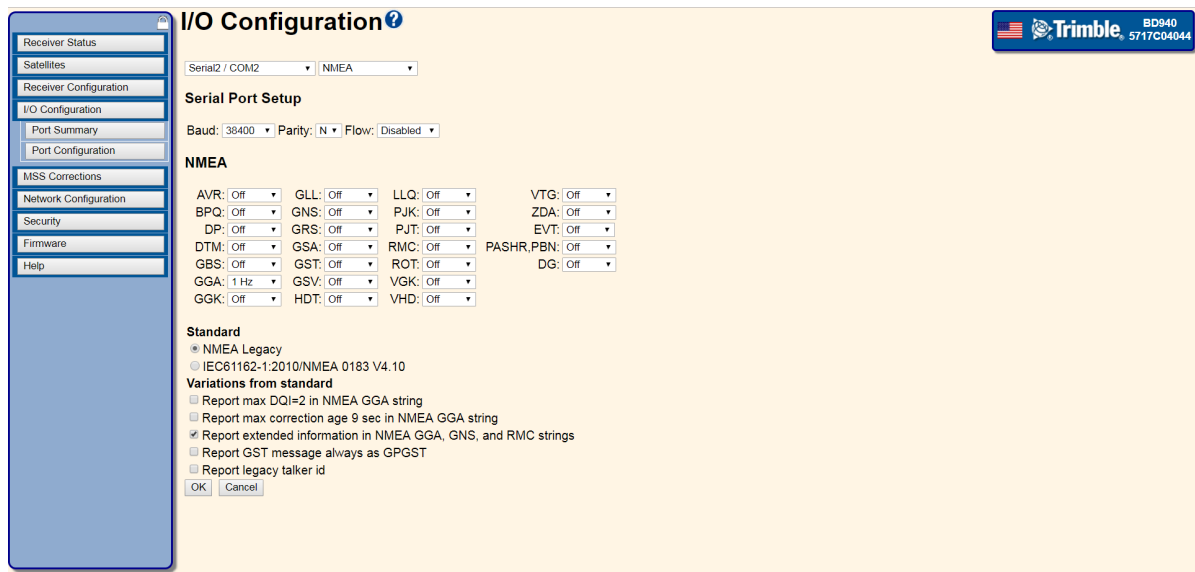 I/O Configuration?
Trimble. BD940
5717C04044
Receiver Status
Satellites
Receiver Configuration
I/O Configuration
Port Summary
Port Configuration
MSS Corrections
Network Configuration
Security
Firmware
Help
Serial2 / COM2 NMEA
Serial Port Setup
Baud: 38400 Parity: N Flow: Disabled
NMEA
AVR: Off GLL: Off LLQ: Off VTG: Off
BPQ: Off GNS: Off PJK: Off ZDA: Off
DP: Off GRS: Off PJT: Off EVT: Off
DTM: Off GSA: Off RMC: Off PASHR,PBN: Off
GBS: Off GST: Off ROT: Off DG: Off
GGA: 1 Hz GSV: Off VGK: Off
GGK: Off HDT: Off VHD: Off
Standard
NMEA Legacy
IEC61162-1:2010/NMEA 0183 V4.10
Variations from standard
Report max DQI=2 in NMEA GGA string
Report max correction age 9 sec in NMEA GGA string
Report extended information in NMEA GGA, GNS, and RMC strings
Report GST message always as GPGST
Report legacy talker id
OK Cancel